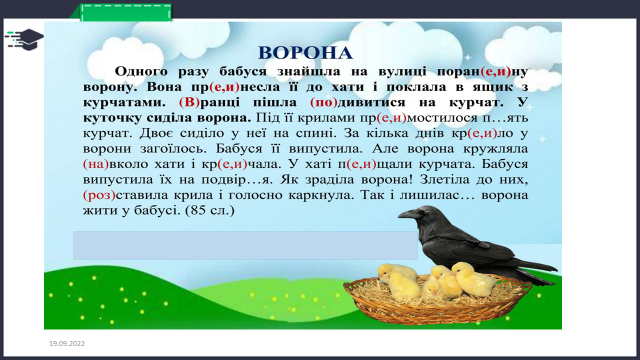 ВОРОНА
Одного разу бабуся знайшла на вулиці поран(е,и)ну
ворону. Вона пр(е,и)несла її до хати і поклала в ящик з
курчатами. (В)ранці пішла (по)дивитися на курчат. У
куточку сиділа ворона. Під її крилами пр(е,и)мостилося п…ять
курчат. Двоє сиділо у неї на спині. За кілька днів кр(е,и)ло у
ворони загоїлось. Бабуся її випустила. Але ворона кружляла
(на)вколо хати і кр(е,и)чала. У хаті п(е,и)щали курчата. Бабуся
випустила їх на подвір…я. Як зраділа ворона! Злетіла до них,
(роз)ставила крила і голосно каркнула. Так і лишилас… ворона
жити у бабусі. (85 сл.)
19.09.2022